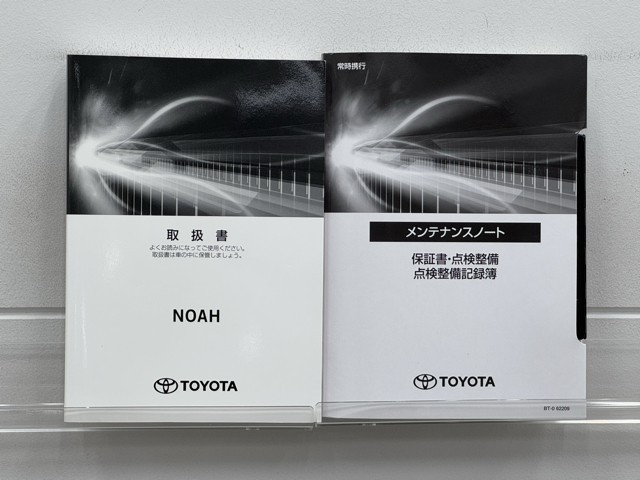 取扱書
よくお読みになってご使用ください。
取扱書は車の中に保管しましょう。
NOAH
TOYOTA
常時携行
メンテナンスノート
保証書・点検整備
点検整備記録簿
TOYOTA
BT-0 62209